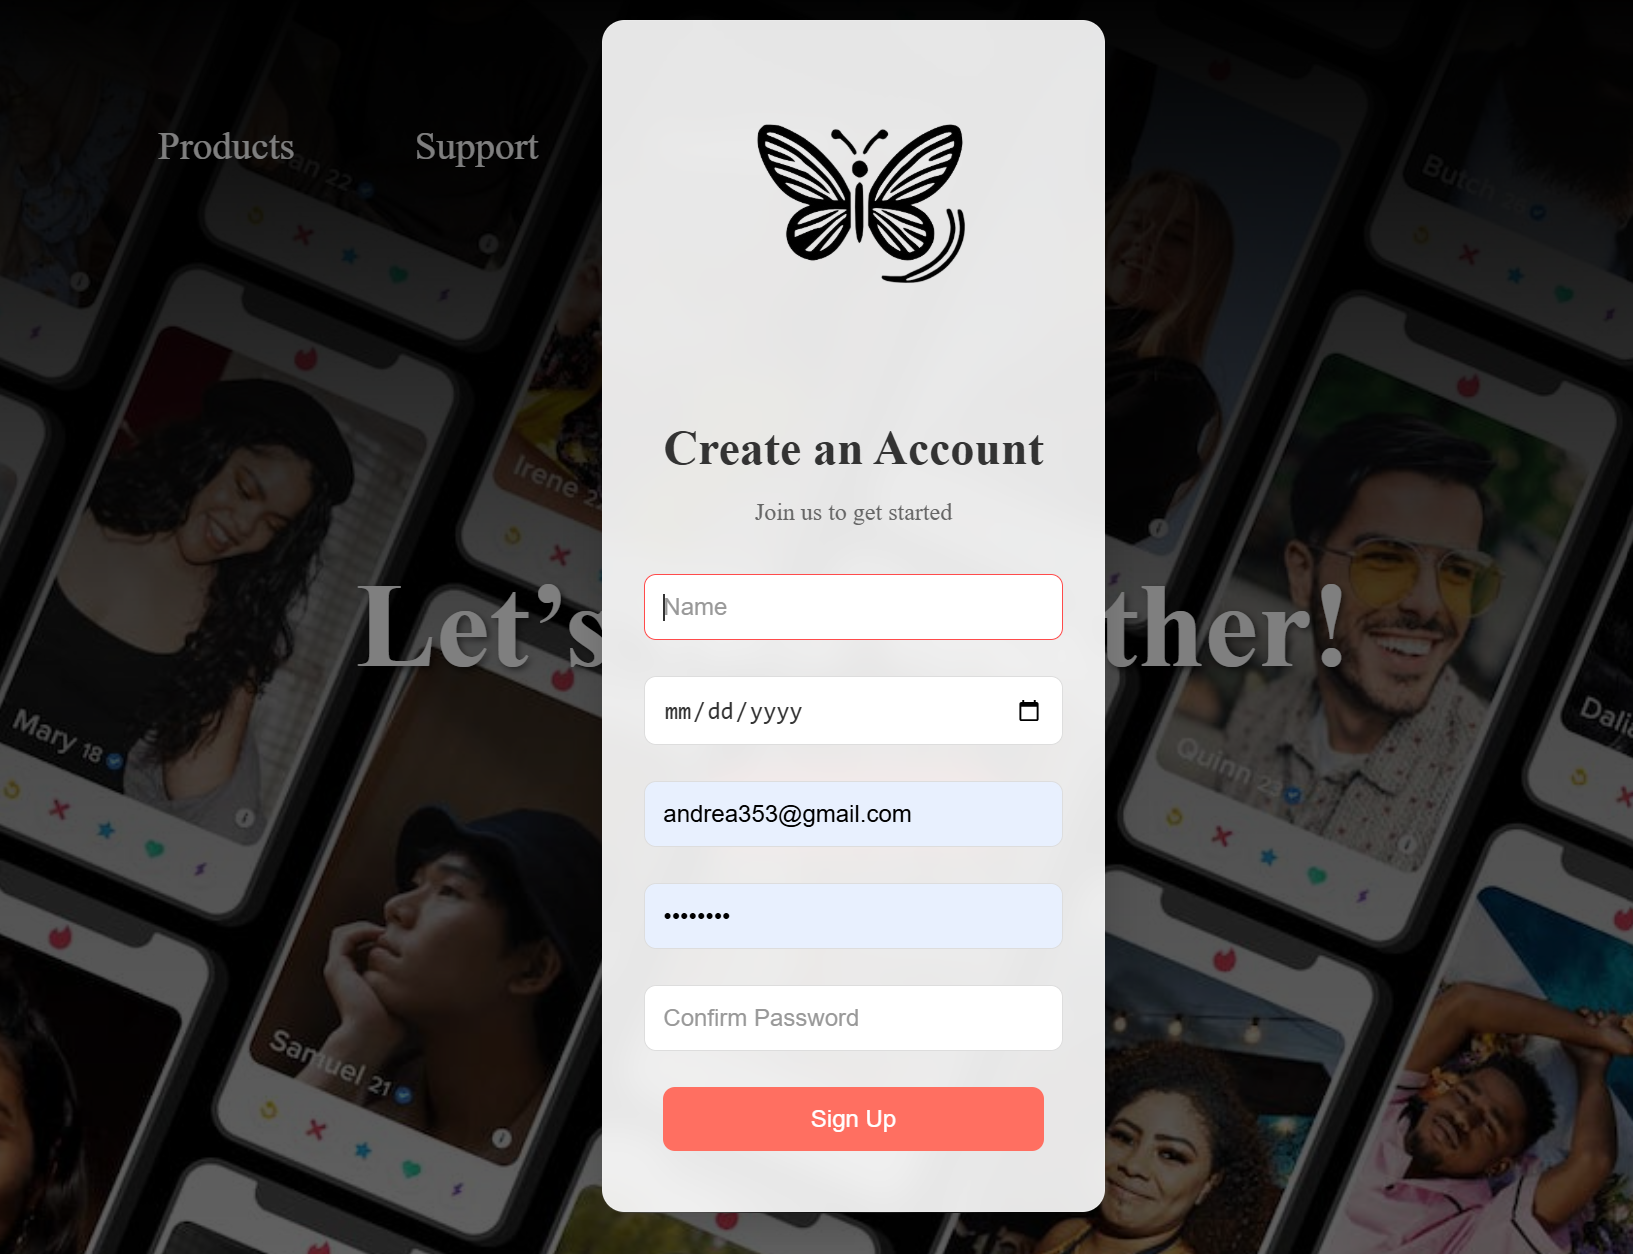 Products
Support
an 22
Butch 26
Create an Account
Join us to get started
Irene 2
Name
Let's
ther!
mm/dd/yyyy
Mary 18
Quinn 25
Dali
andrea353@gmail.com
••••••••
Confirm Password
Samuel 21
Sign Up